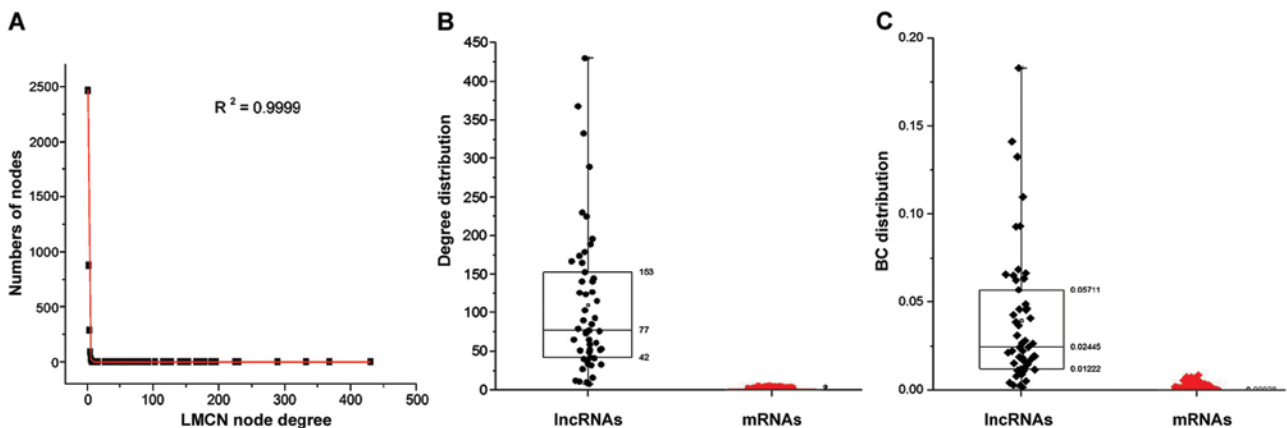 A
R 2 = 0.9999
Numbers of nodes
2500
2000
1500
1000
500
0
0 100 200 300 400 500
LMCN node degree
B
Degree distribution
450
400
350
300
250
200
150
100
50
0
153
77
42
lncRNAs mRNAs
C
BC distribution
0.20
0.15
0.10
0.05
0.00
0.05711
0.02445
0.01222
lncRNAs mRNAs